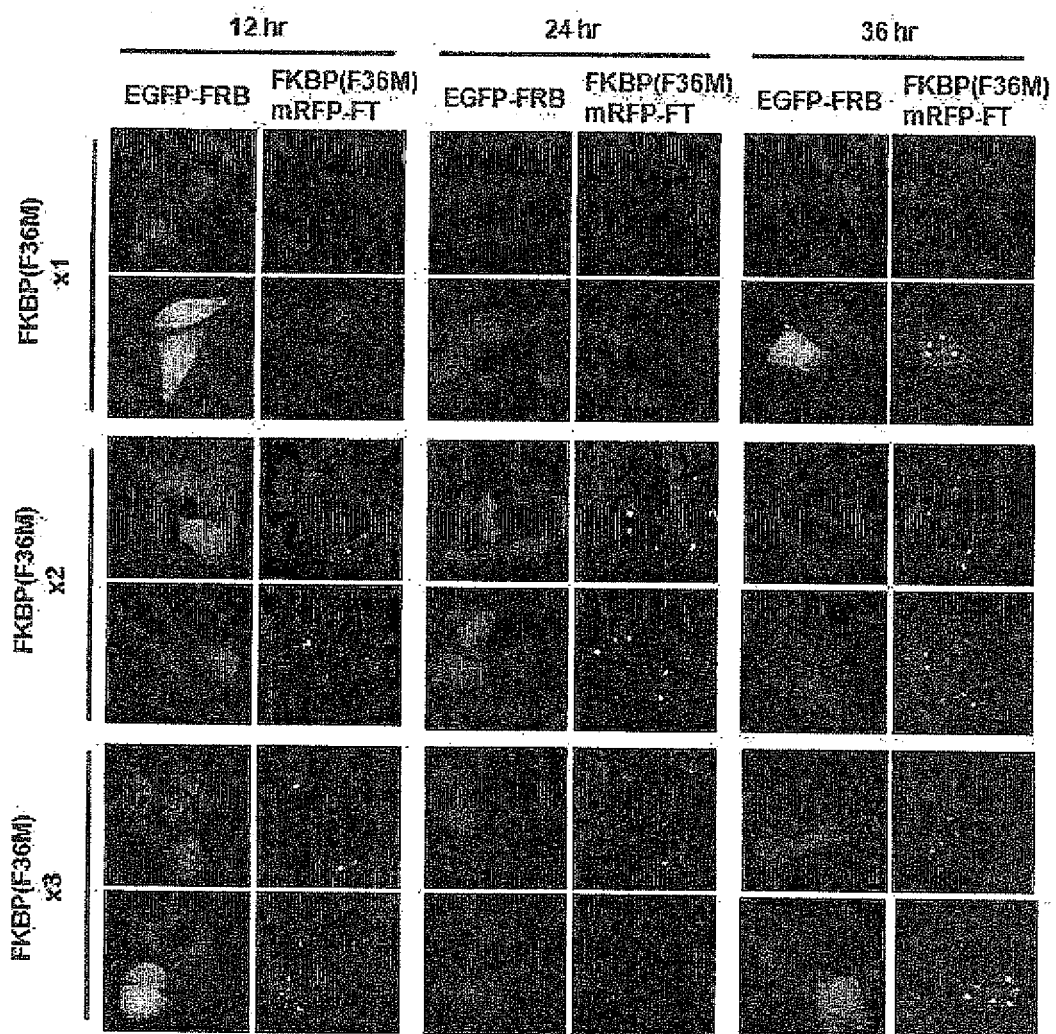 12 hr
24 hr
36 hr
EGFP-FRB
FKBP(F36M)
mRFP-FT
EGFP-FRB
FKBP(F36M)
mRFP-FT
EGFP-FRB
FKBP(F36M)
mRFP-FT
FKBP(F36M)
x1
FKBP(F36M)
x2
FKBP(F36M)
x3